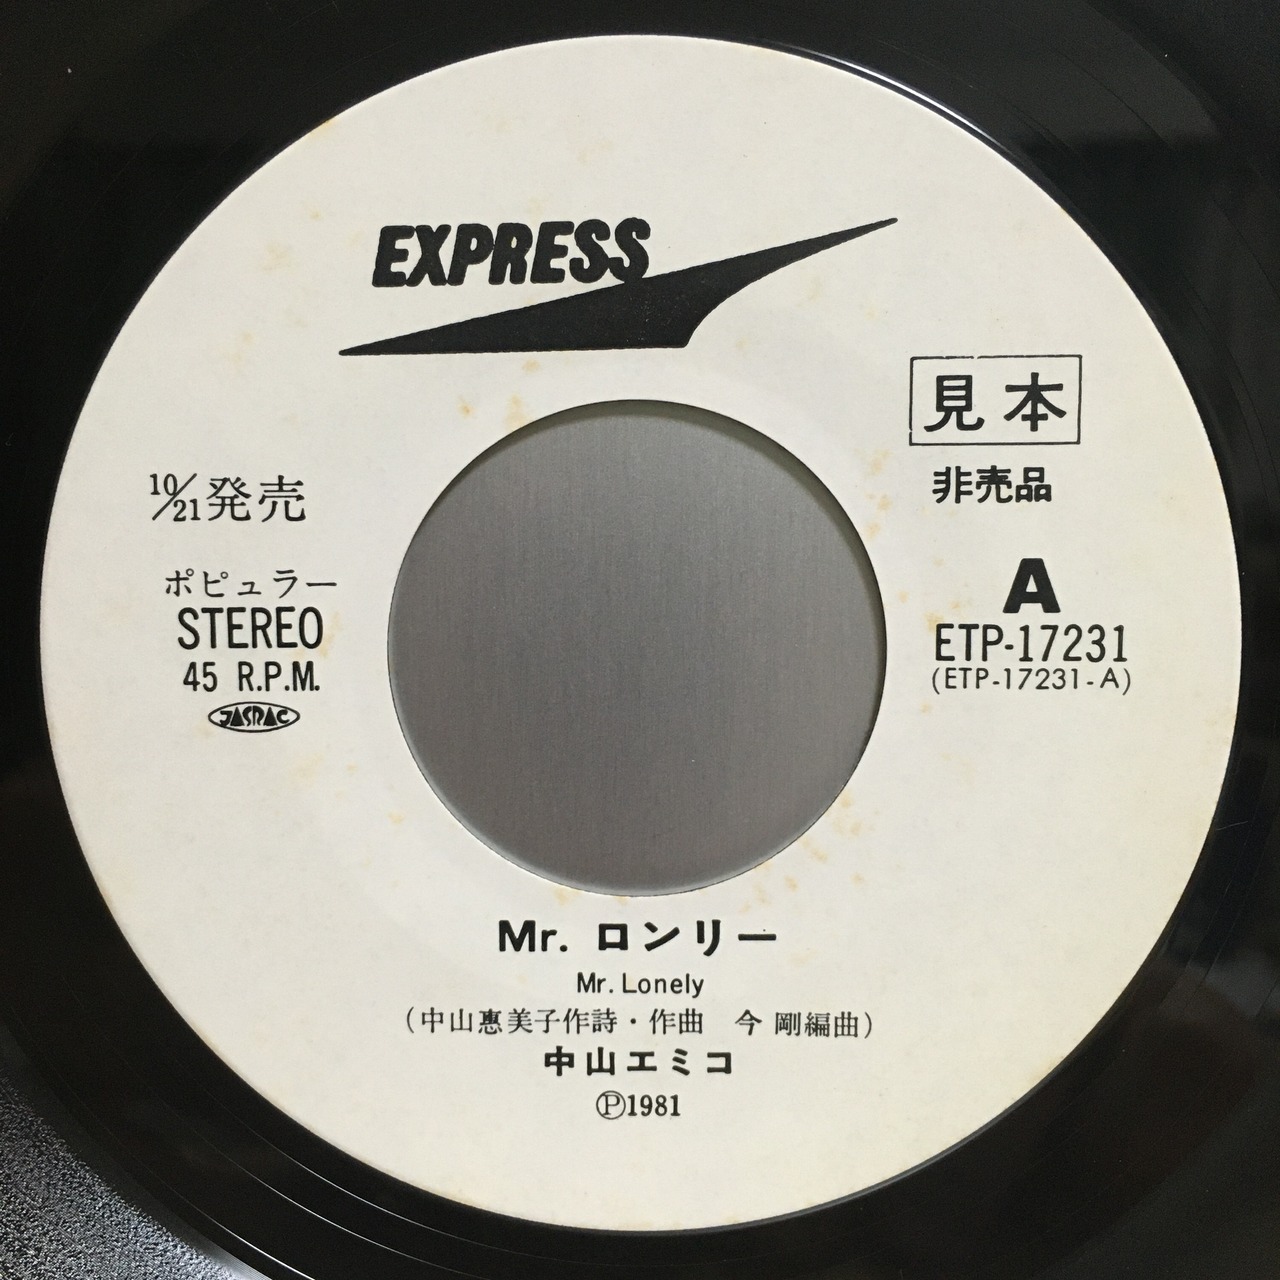 EXPRESS
見本
非売品
10/21発売
ポピュラー
STEREO
45 R.P.M.
JASRAC
A
ETP-17231
(ETP-17231-A)
Mr. ロンリー
Mr. Lonely
(中山惠美子作詩・作曲　今 剛編曲)
中山エミコ
Ⓟ1981